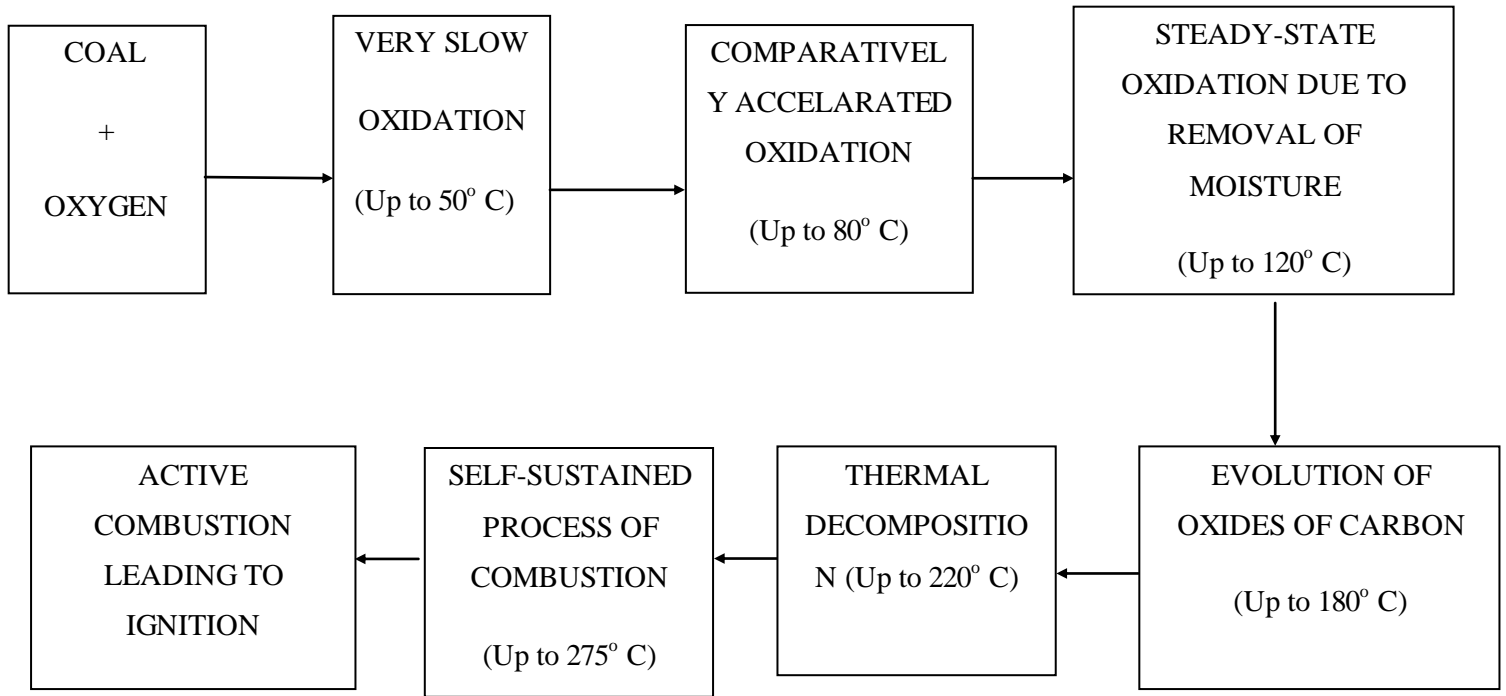 COAL
+
OXYGEN
VERY SLOW
OXIDATION
(Up to 50° C)
COMPARATIVEL
Y ACCELARATED
OXIDATION
(Up to 80° C)
STEADY-STATE
OXIDATION DUE TO
REMOVAL OF
MOISTURE
(Up to 120° C)
EVOLUTION OF
OXIDES OF CARBON
(Up to 180° C)
THERMAL
DECOMPOSITIO
N (Up to 220° C)
SELF-SUSTAINED
PROCESS OF
COMBUSTION
(Up to 275° C)
ACTIVE
COMBUSTION
LEADING TO
IGNITION